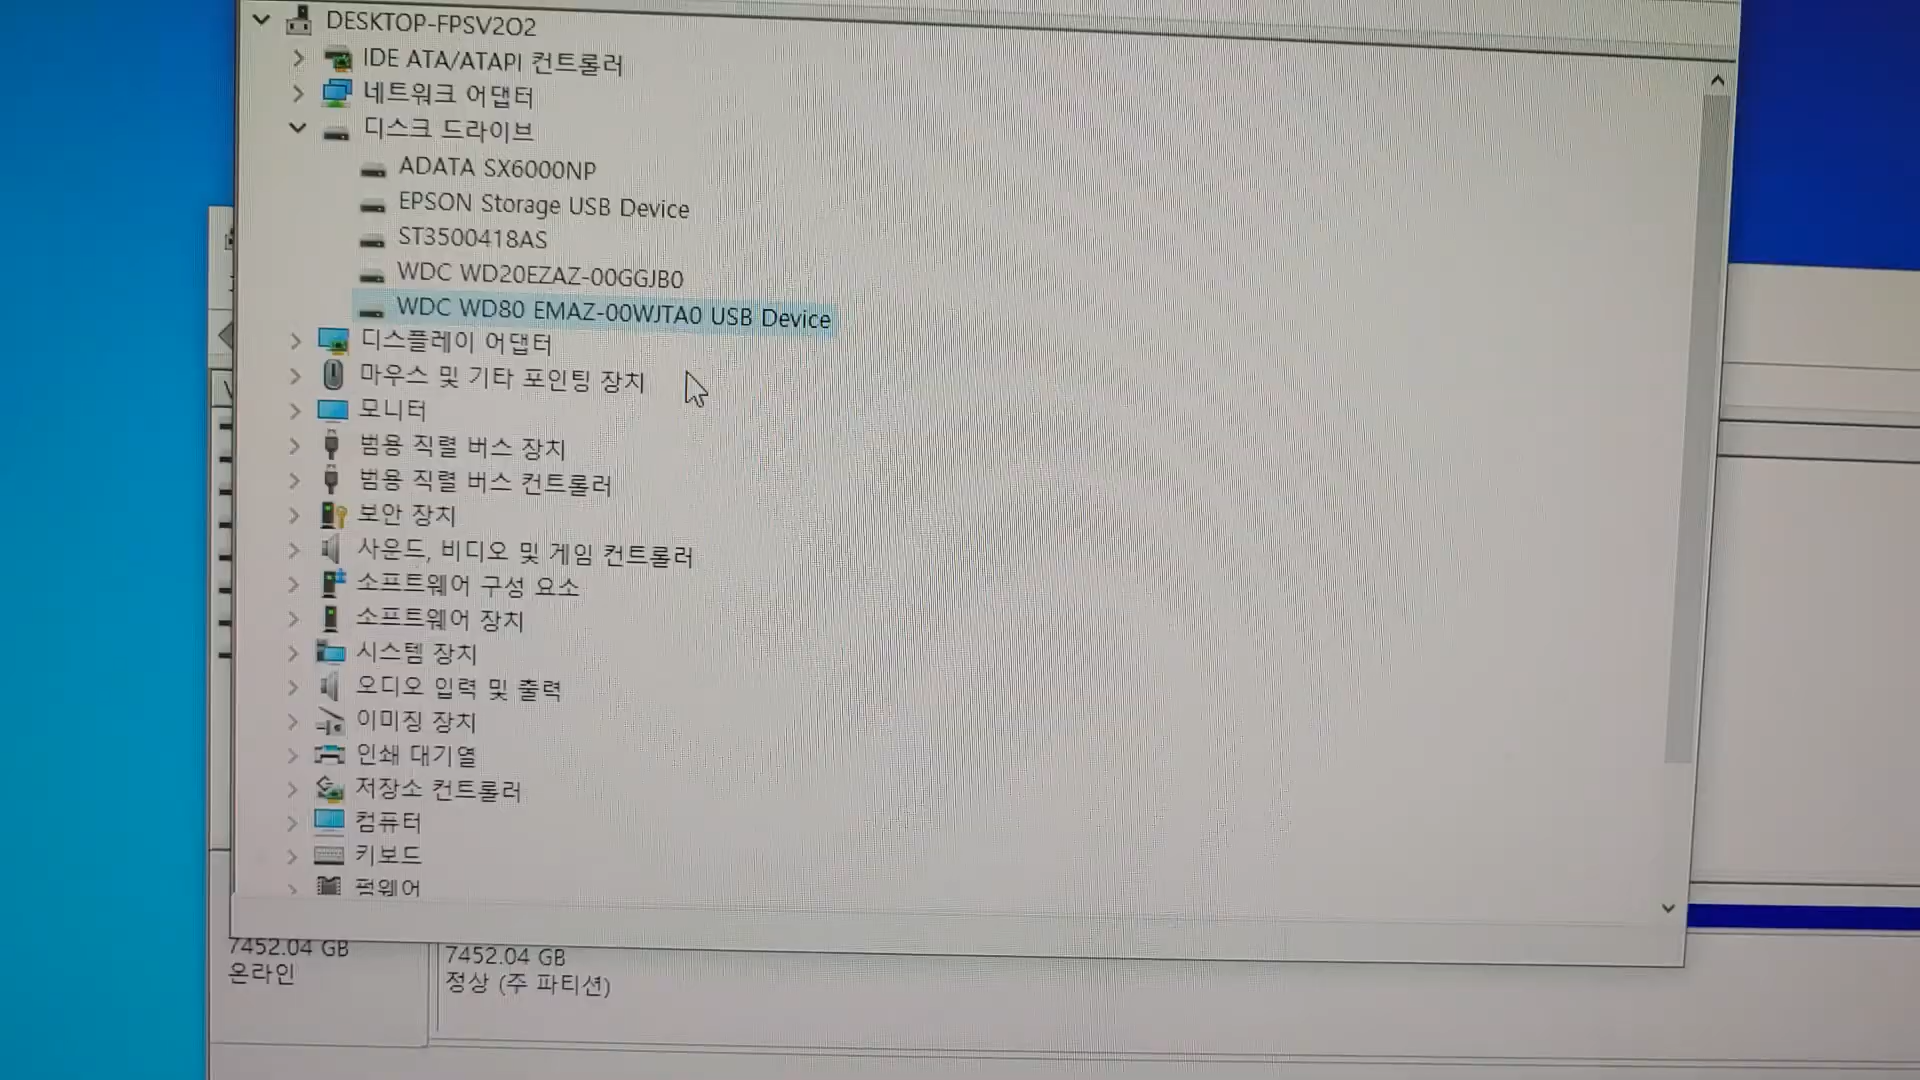 DESKTOP-FPSV2O2
IDE ATA/ATAPI 컨트롤러
네트워크 어댑터
디스크 드라이브
ADATA SX6000NP
EPSON Storage USB Device
ST3500418AS
WDC WD20EZAZ-00GGJB0
WDC WD80 EMAZ-00WJTA0 USB Device
디스플레이 어댑터
마우스 및 기타 포인팅 장치
모니터
범용 직렬 버스 장치
범용 직렬 버스 컨트롤러
보안 장치
사운드, 비디오 및 게임 컨트롤러
소프트웨어 구성 요소
소프트웨어 장치
시스템 장치
오디오 입력 및 출력
이미징 장치
인쇄 대기열
저장소 컨트롤러
컴퓨터
키보드
펌웨어
7452.04 GB
온라인
7452.04 GB
정상 (주 파티션)